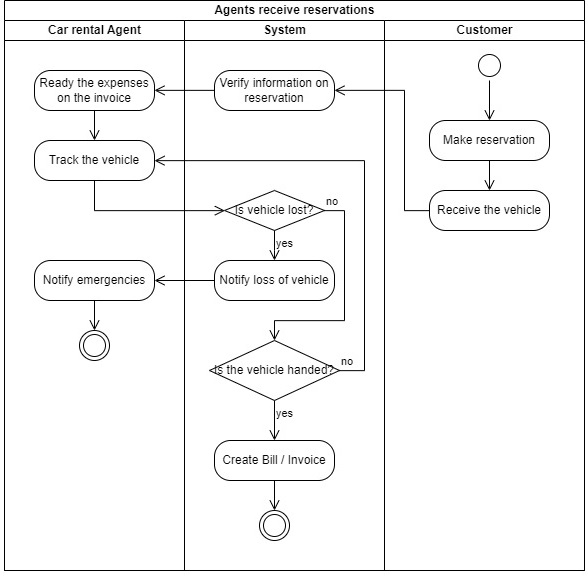 Agents receive reservations
Car rental Agent
System
Customer
Ready the expenses
on the invoice
Verify information on
reservation
Make reservation
Track the vehicle
Receive the vehicle
Is vehicle lost?
no
yes
Notify emergencies
Notify loss of vehicle
Is the vehicle handed?
no
yes
Create Bill / Invoice